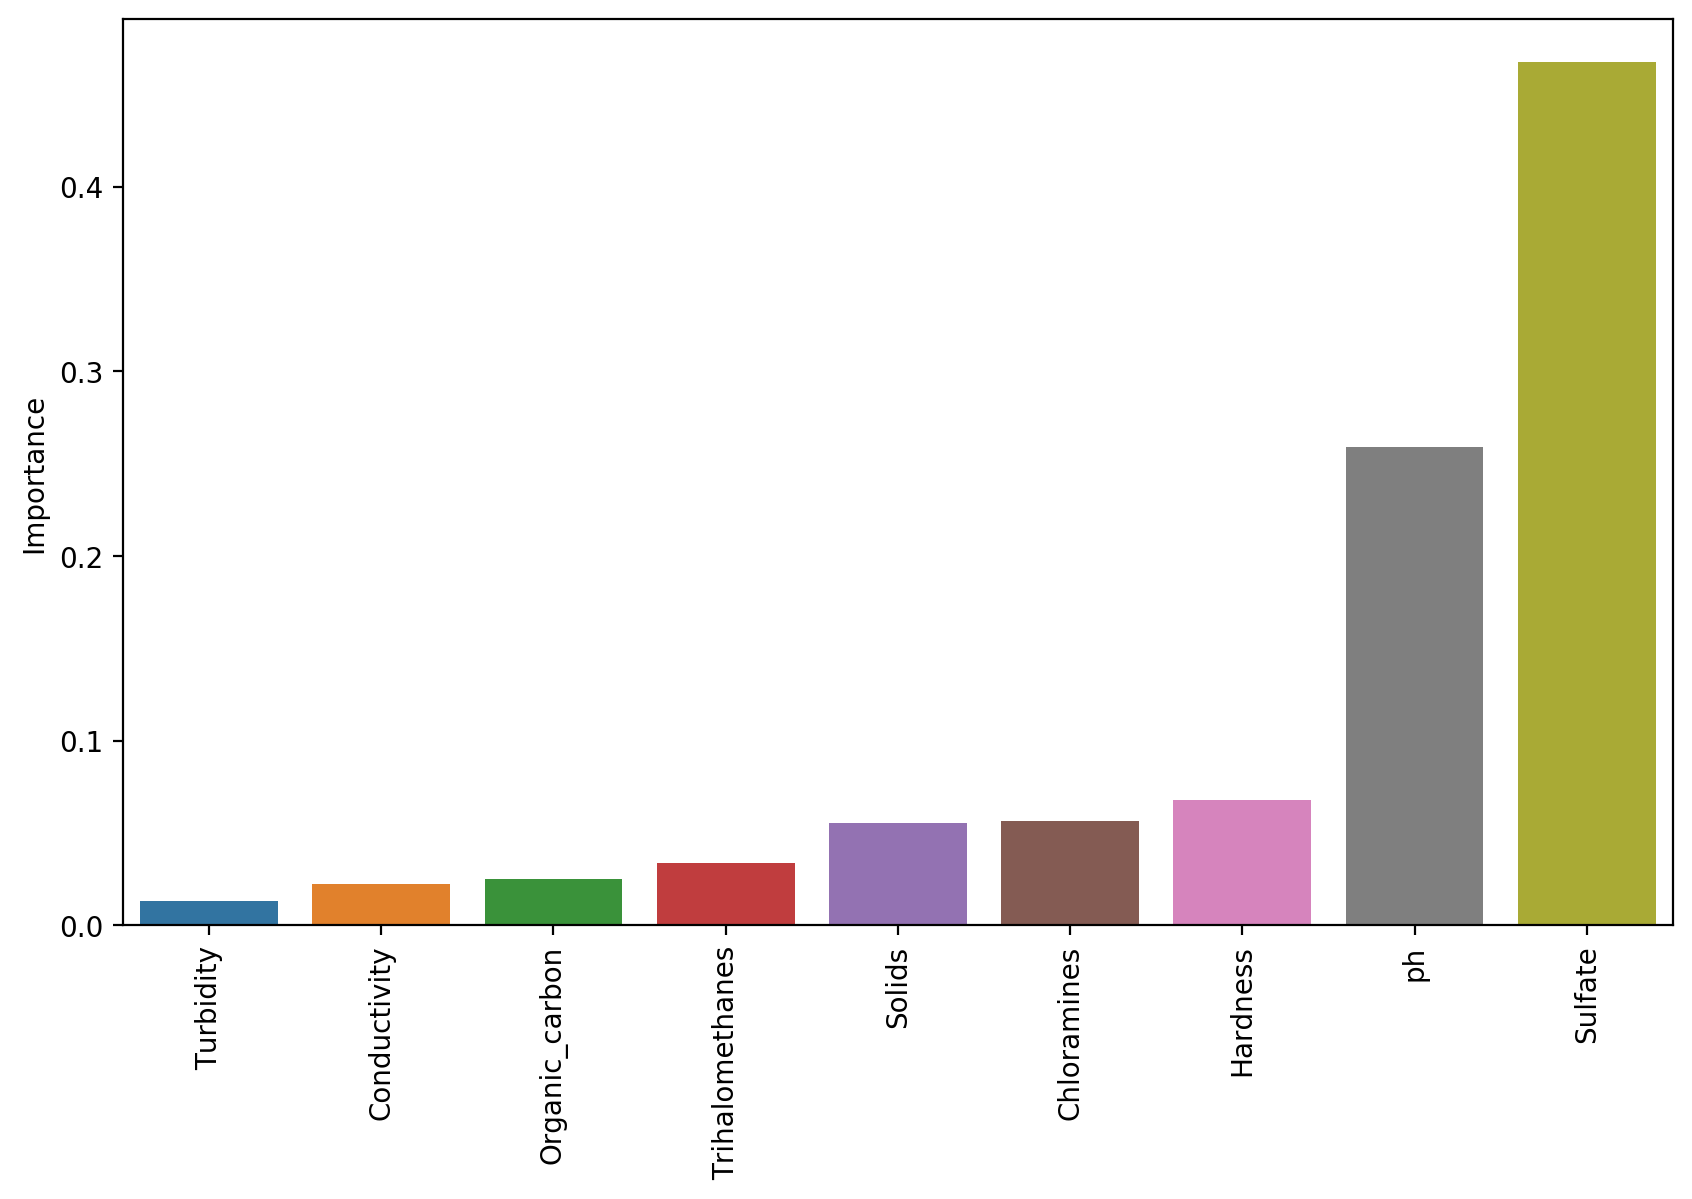 Importance
0.4
0.3
0.2
0.1
0.0
Turbidity
Conductivity
Organic_carbon
Trihalomethanes
Solids
Chloramines
Hardness
ph
Sulfate